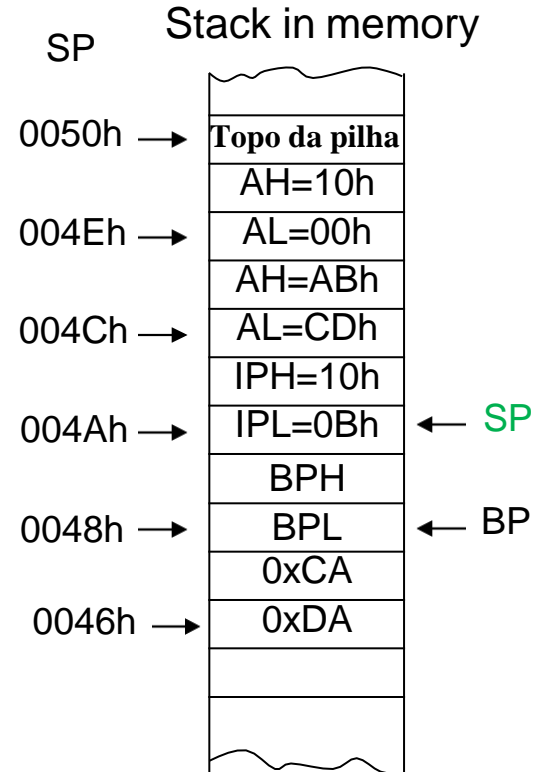 Stack in memory
SP
0050h
Topo da pilha
AH=10h
004Eh
AL=00h
AH=ABh
004Ch
AL=CDh
IPH=10h
004Ah
IPL=0Bh
SP
BPH
0048h
BPL
BP
0xCA
0046h
0xDA